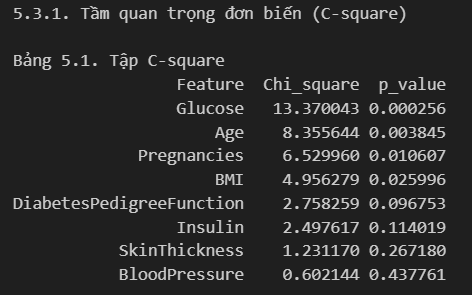 5.3.1. Tầm quan trọng đơn biến (C-square)
Bảng 5.1. Tập C-square
Feature Chi_square p_value
Glucose 13.370043 0.000256
Age 8.355644 0.003845
Pregnancies 6.529960 0.010607
BMI 4.956279 0.025996
DiabetesPedigreeFunction 2.758259 0.096753
Insulin 2.497617 0.114019
SkinThickness 1.231170 0.267180
BloodPressure 0.602144 0.437761